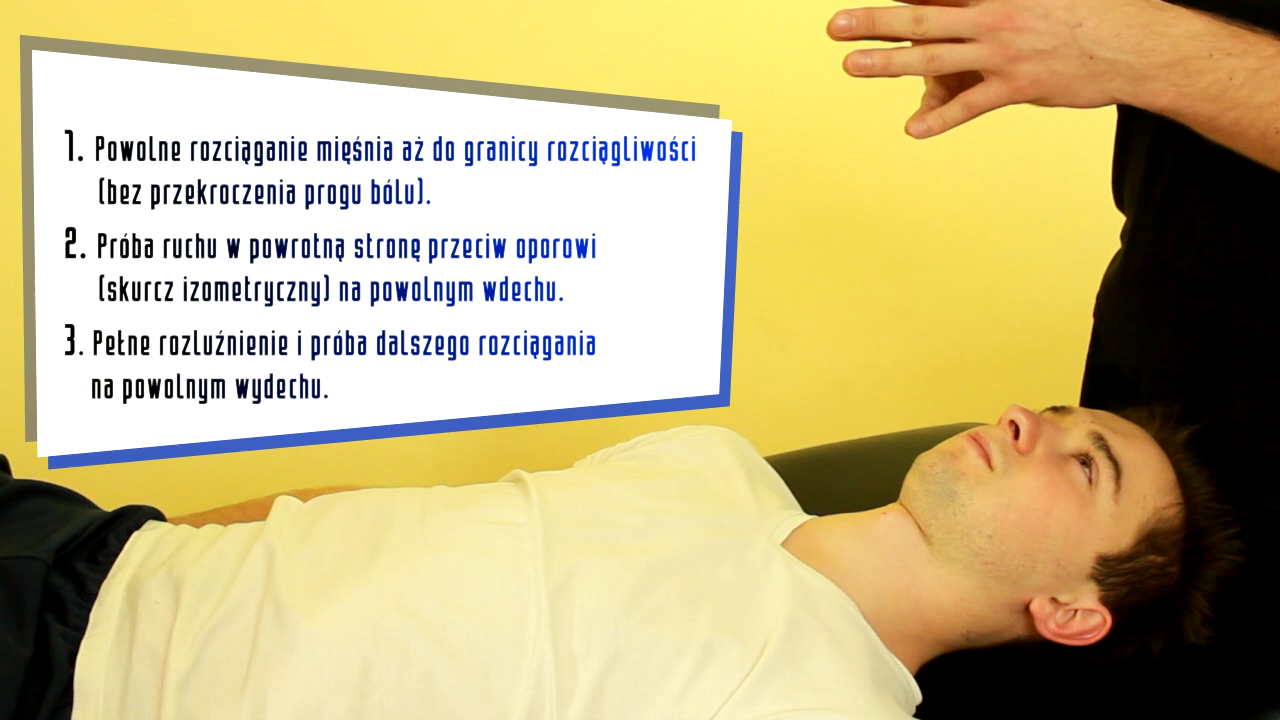 1. Powolne rozciąganie mięśnia aż do granicy rozciągliwości
(bez przekroczenia progu bólu).
2. Próba ruchu w powrotną stronę przeciw oporowi
(skurcz izometryczny) na powolnym wdechu.
3. Pełne rozluźnienie i próba dalszego rozciągania
na powolnym wydechu.